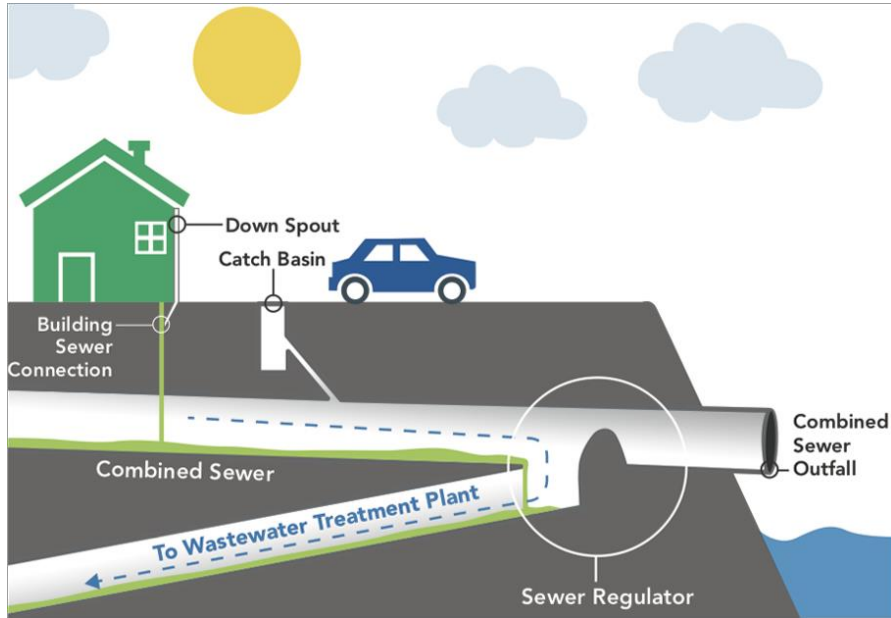 Down Spout
Catch Basin
Building
Sewer
Connection
Combined
Sewer
Outfall
Combined Sewer
To Wastewater Treatment Plant
Sewer Regulator